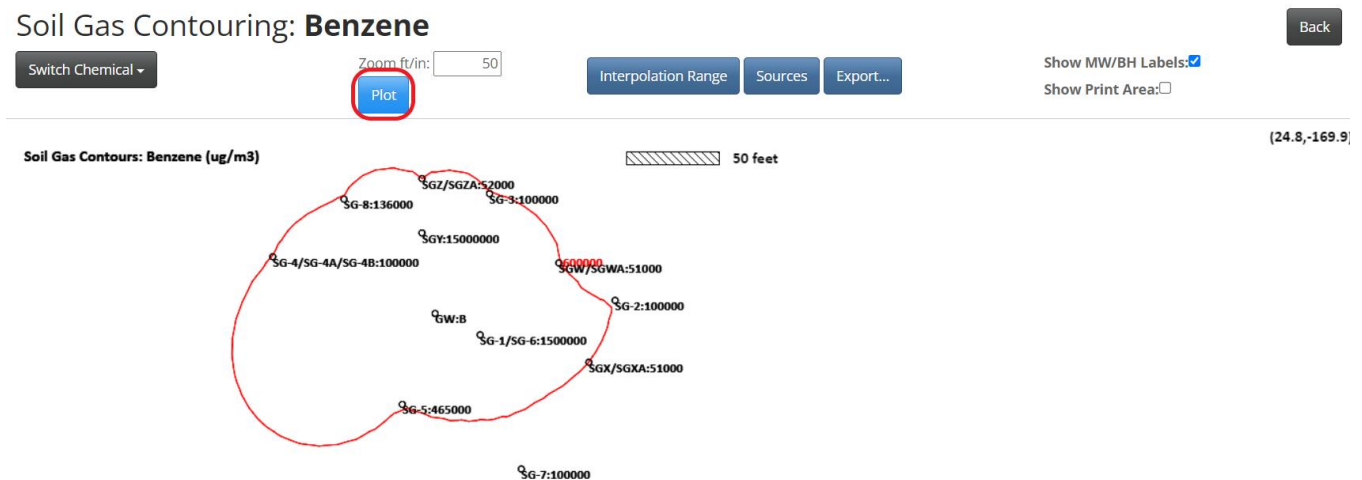 Soil Gas Contouring: Benzene
Back
Switch Chemical
Zoom ft/in: 50
Plot
Interpolation Range
Sources
Export...
Show MW/BH Labels:
Show Print Area:
(24.8,-169.9)
Soil Gas Contours: Benzene (ug/m3)
50 feet
SGZ/SGZA:52000
SG-3:100000
SG-8:136000
SGY:15000000
SG-4/SG-4A/SG-4B:100000
600000
SGW/SGWA:51000
SG-2:100000
GW:B
SG-1/SG-6:1500000
SGX/SGXA:51000
SG-5:465000
SG-7:100000